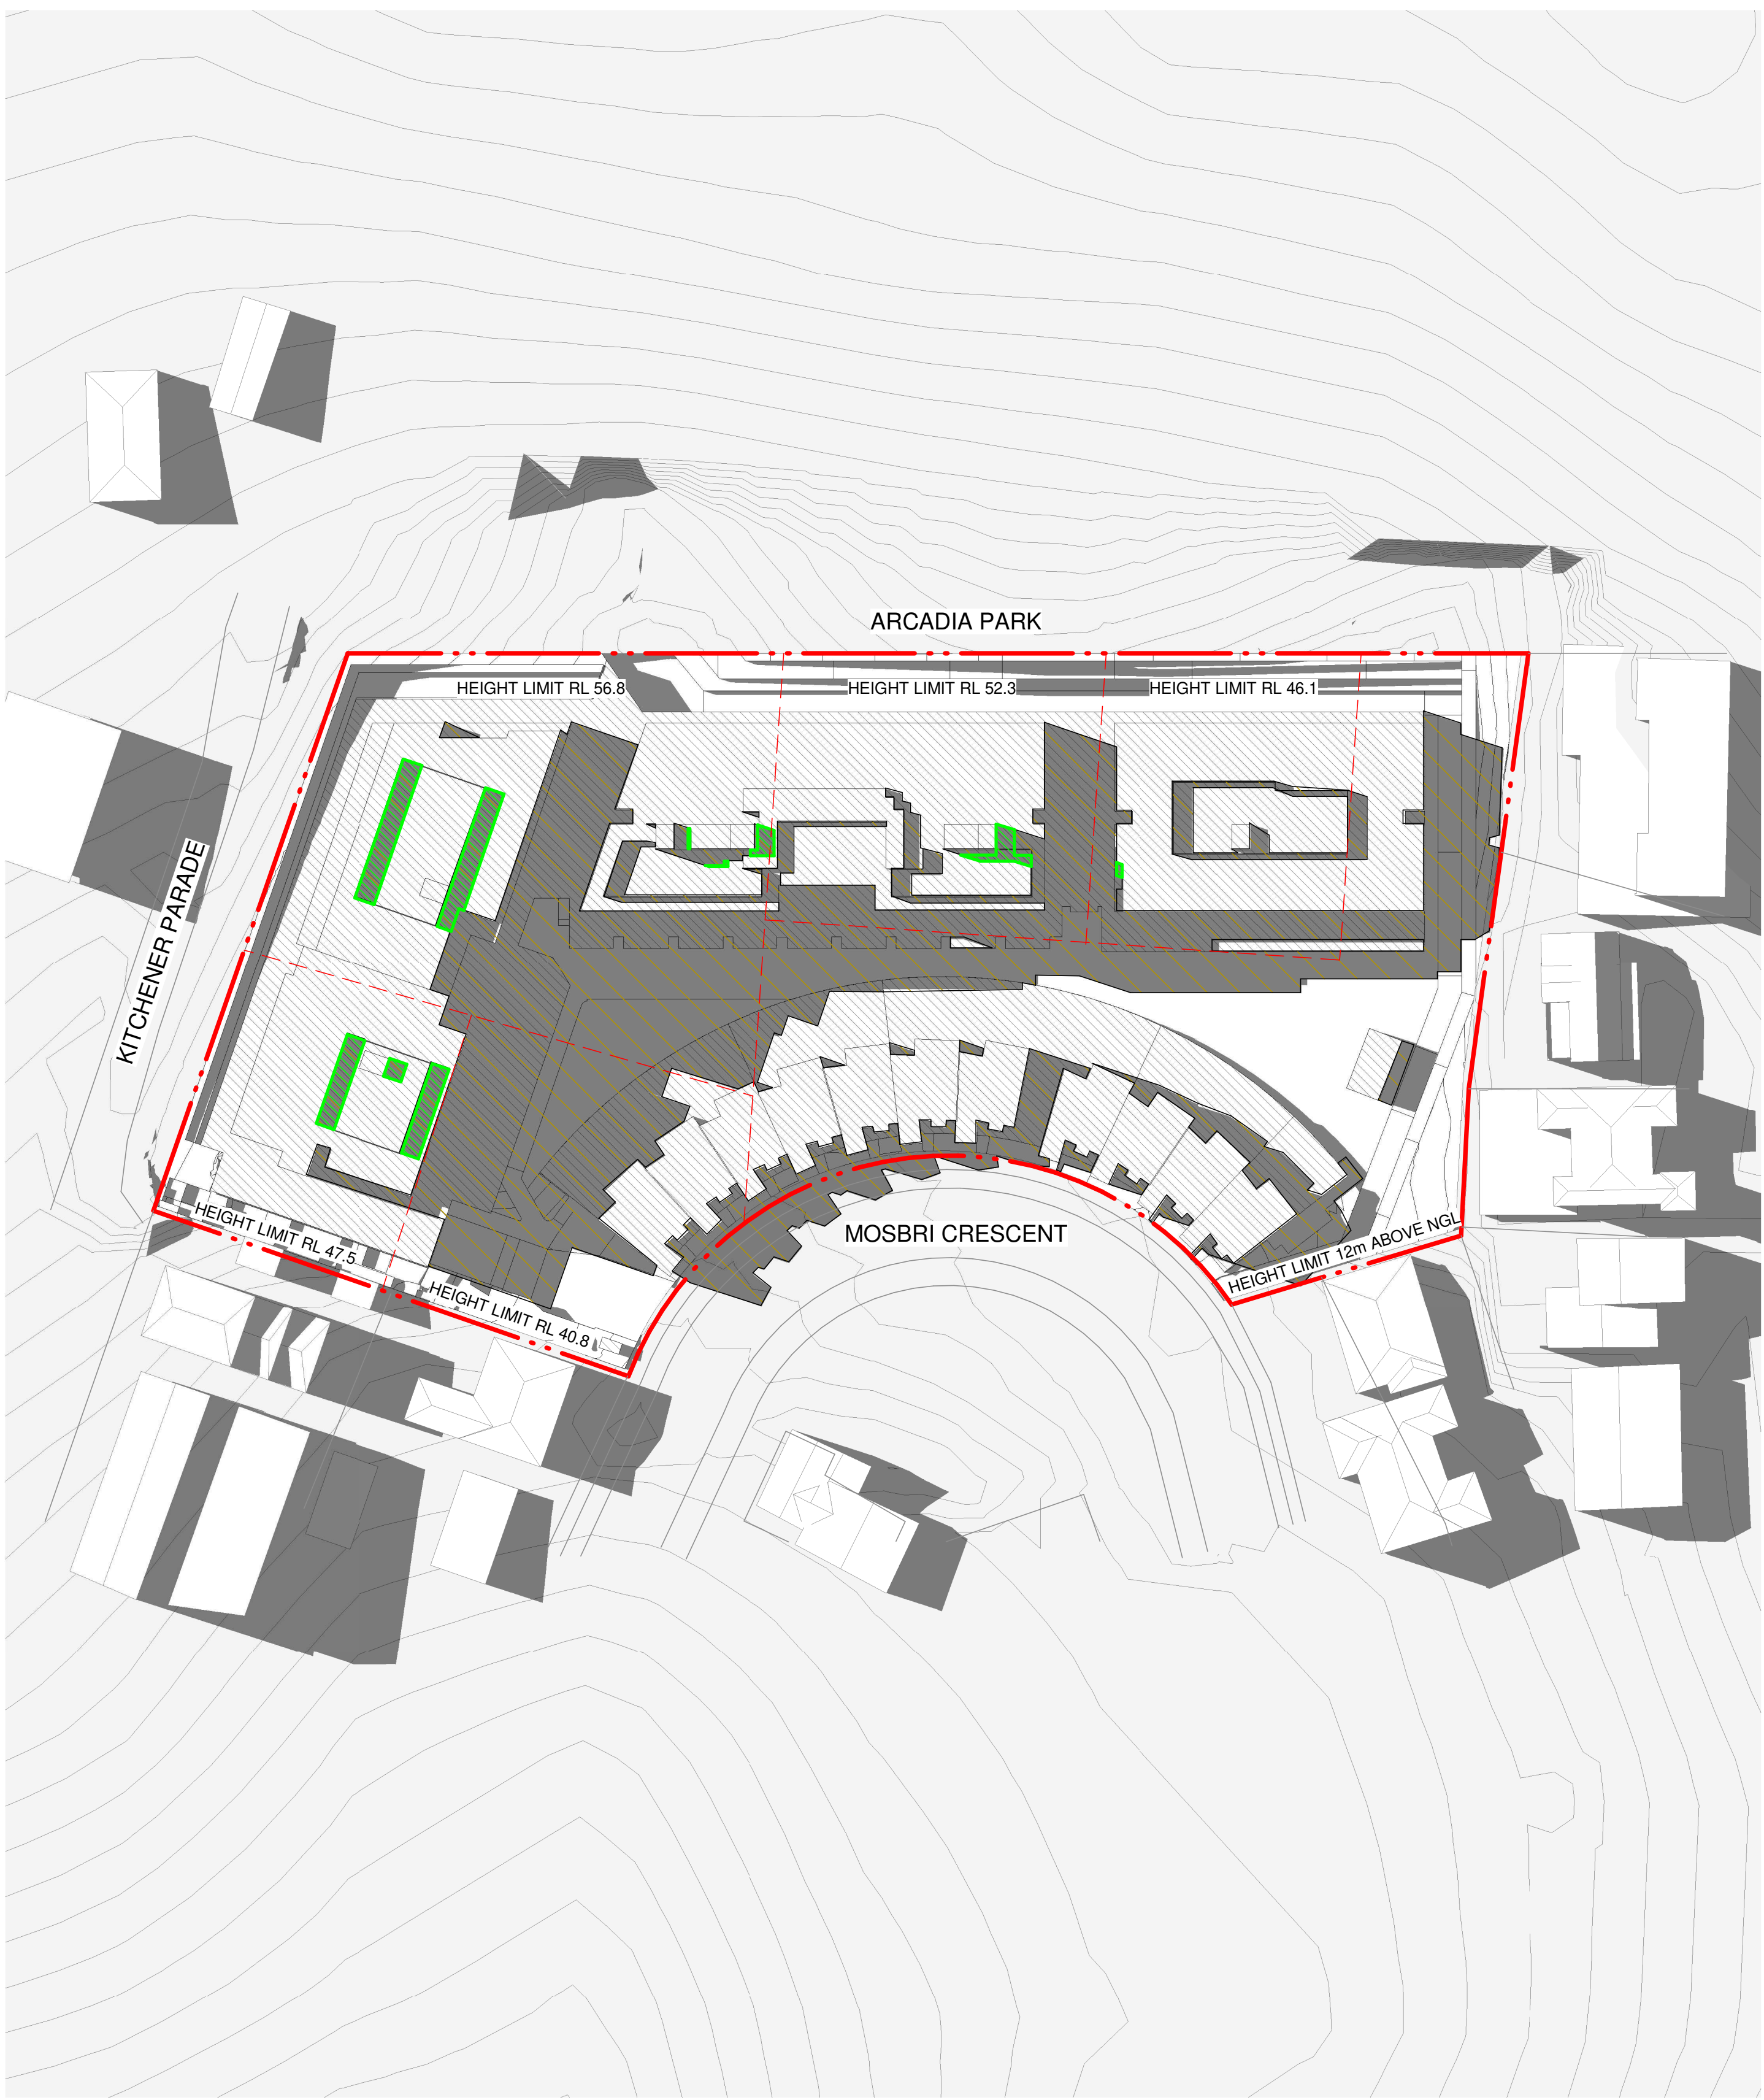 ARCADIA PARK
HEIGHT LIMIT RL 56.8
HEIGHT LIMIT RL 52.3
HEIGHT LIMIT RL 46.1
KITCHENER PARADE
HEIGHT LIMIT RL 47.5
HEIGHT LIMIT RL 40.8
MOSBRI CRESCENT
HEIGHT LIMIT 12m ABOVE NGL